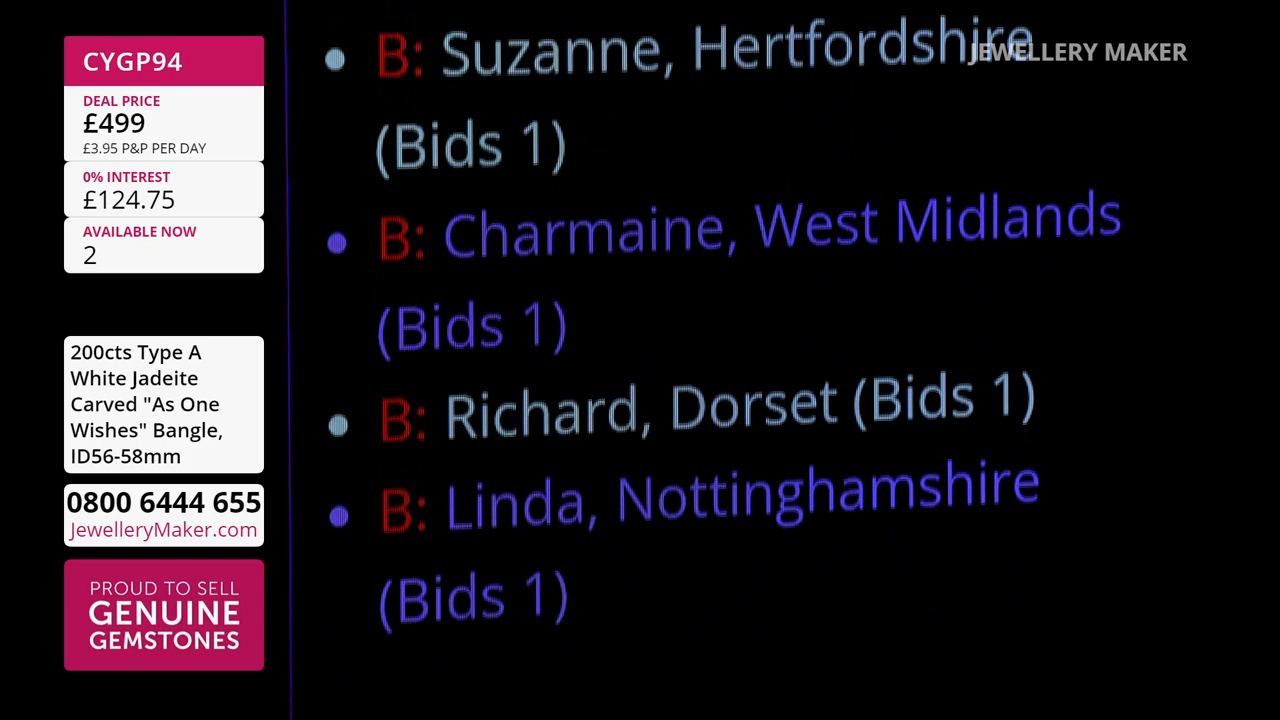 CYGP94
DEAL PRICE
£499
£3.95 P&P PER DAY
0% INTEREST
£124.75
AVAILABLE NOW
2
200cts Type A
White Jadeite
Carved "As One
Wishes" Bangle,
ID56-58mm
0800 6444 655
JewelleryMaker.com
PROUD TO SELL
GENUINE
GEMSTONES
JEWELLERY MAKER
• B: Suzanne, Hertfordshire
(Bids 1)
• B: Charmaine, West Midlands
(Bids 1)
• B: Richard, Dorset (Bids 1)
• B: Linda, Nottinghamshire
(Bids 1)